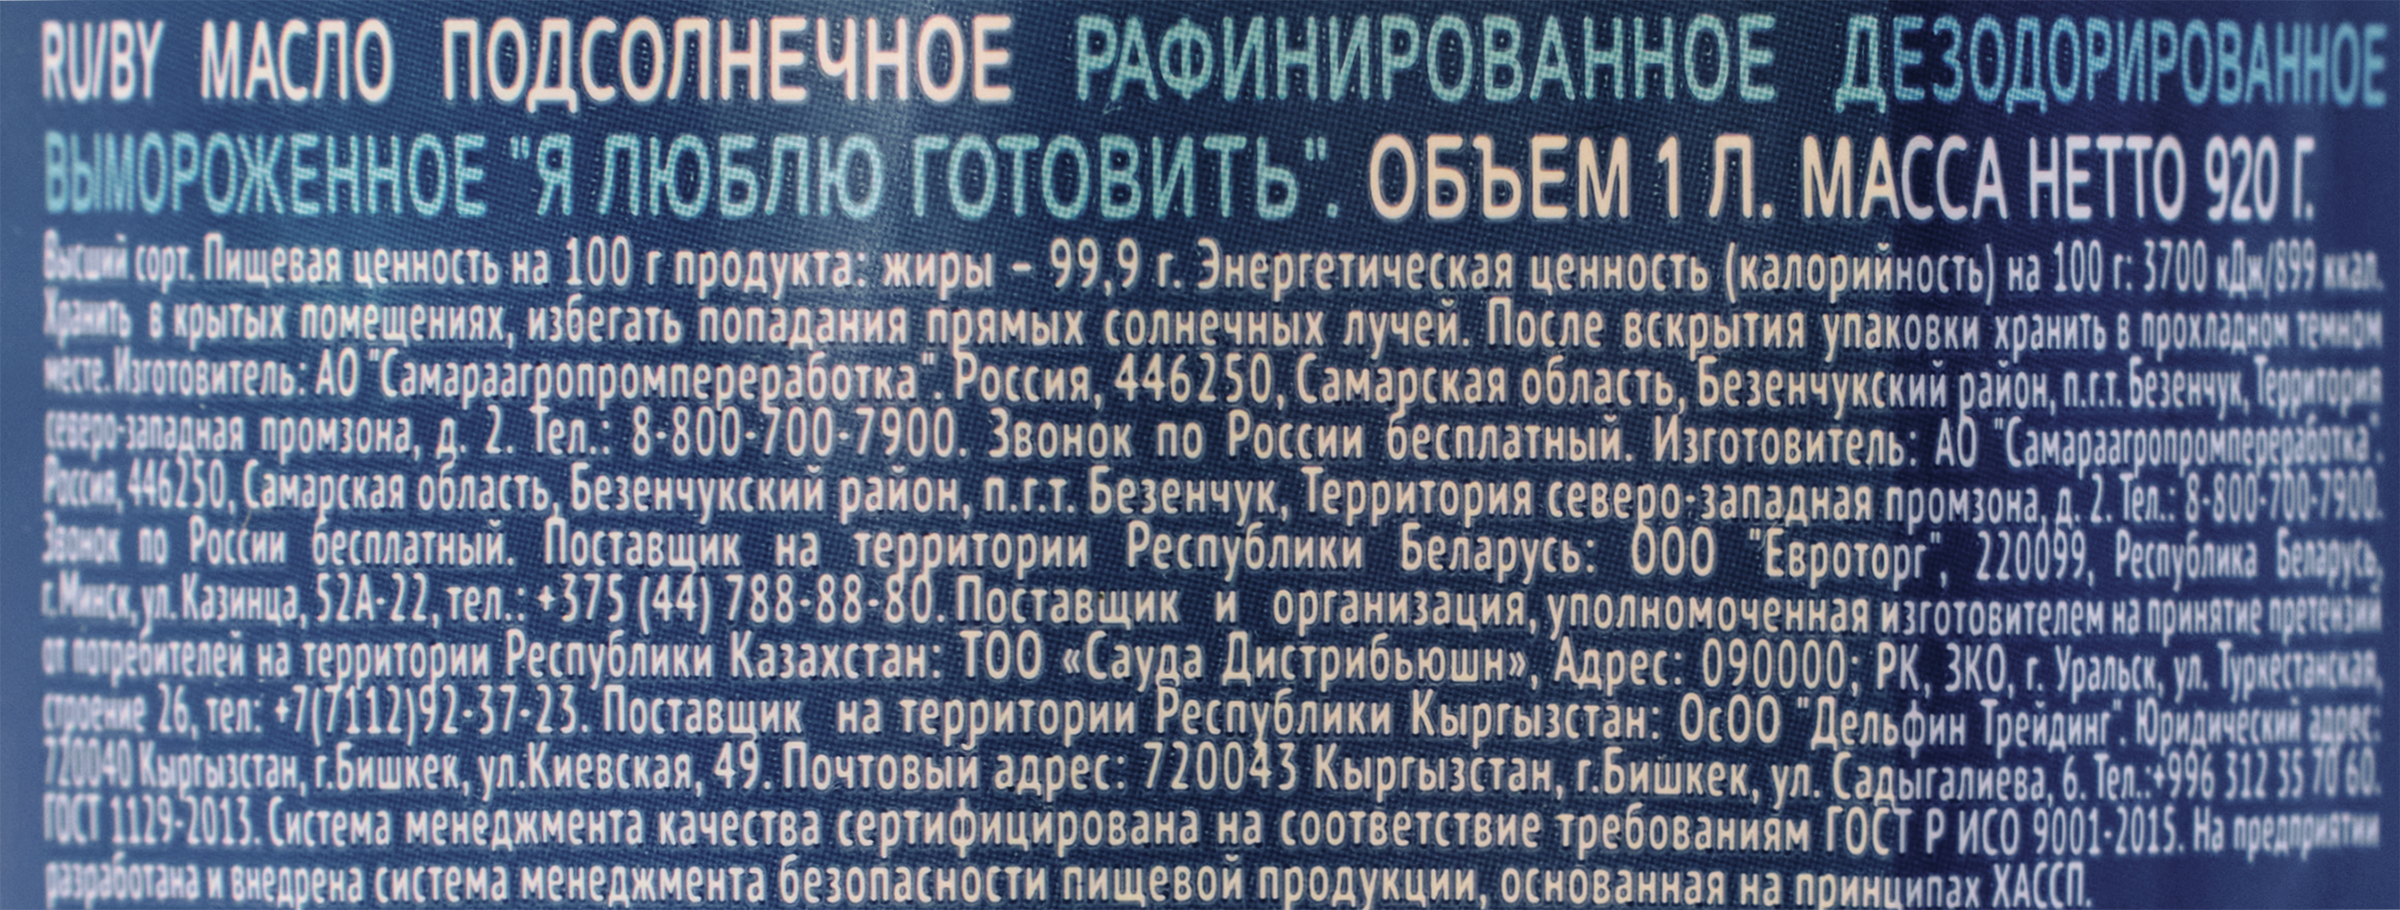 RU/BY МАСЛО ПОДСОЛНЕЧНОЕ РАФИНИРОВАННОЕ ДЕЗОДОРИРОВАННОЕ
ВЫМОРОЖЕННОЕ "Я ЛЮБЛЮ ГОТОВИТЬ". ОБЪЕМ 1 Л. МАССА НЕТТО 920 Г.
Высший сорт. Пищевая ценность на 100 г продукта: жиры – 99,9 г. Энергетическая ценность (калорийность) на 100 г: 3700 кДж/899 ккал.
Хранить в крытых помещениях, избегать попадания прямых солнечных лучей. После вскрытия упаковки хранить в прохладном темном
месте. Изготовитель: АО "Самараагропромпереработка". Россия, 446250, Самарская область, Безенчукский район, п.г.т. Безенчук, Территория
северо-западная промзона, д. 2. Тел.: 8-800-700-7900. Звонок по России бесплатный. Изготовитель: АО "Самараагропромпереработка".
Россия, 446250, Самарская область, Безенчукский район, п.г.т. Безенчук, Территория северо-западная промзона, д. 2. Тел.: 8-800-700-7900.
Звонок по России бесплатный. Поставщик на территории Республики Беларусь: ООО "Евроторг", 220099, Республика Беларусь,
г.Минск, ул. Казинца, 52А-22, тел.: +375 (44) 788-88-80. Поставщик и организация, уполномоченная изготовителем на принятие претензий
от потребителей на территории Республики Казахстан: ТОО «Сауда Дистрибьюшн», Адрес: 090000; РК, ЗКО, г. Уральск, ул. Туркестанская,
строение 26, тел: +7(7112)92-37-23. Поставщик на территории Республики Кыргызстан: ОсОО "Дельфин Трейдинг". Юридический адрес:
720040 Кыргызстан, г.Бишкек, ул.Киевская, 49. Почтовый адрес: 720043 Кыргызстан, г.Бишкек, ул. Садыгалиева, 6. Тел.:+996 312 35 70 60.
ГОСТ 1129-2013. Система менеджмента качества сертифицирована на соответствие требованиям ГОСТ Р ИСО 9001-2015. На предприятии
разработана и внедрена система менеджмента безопасности пищевой продукции, основанная на принципах ХАССП.